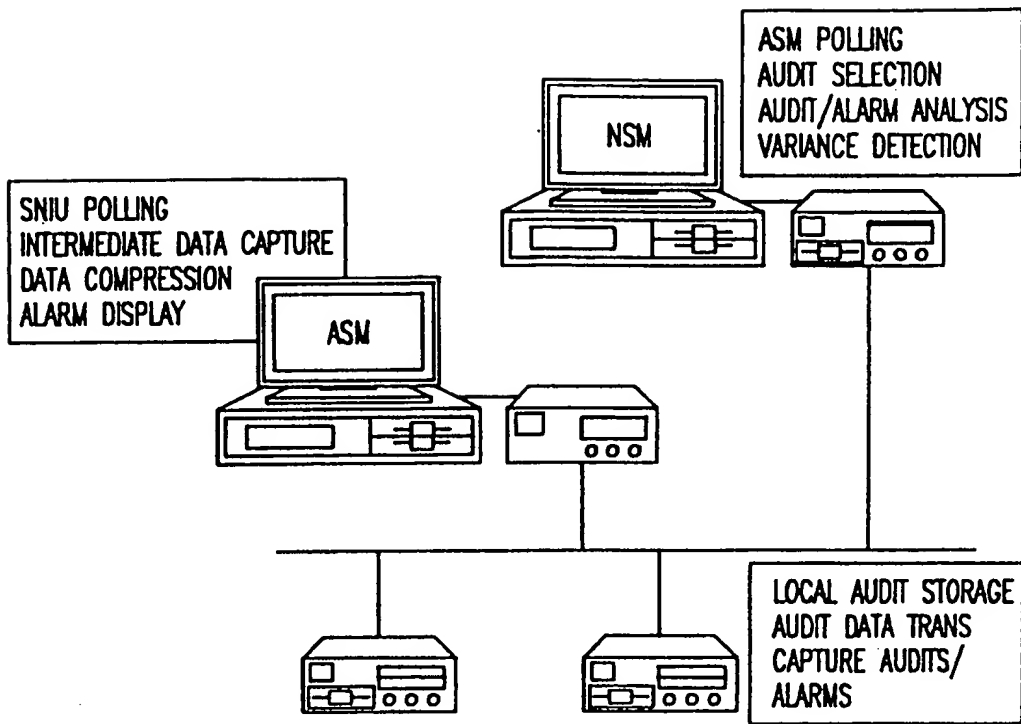 ASM POLLING
AUDIT SELECTION
AUDIT/ALARM ANALYSIS
VARIANCE DETECTION
NSM
SNIU POLLING
INTERMEDIATE DATA CAPTURE
DATA COMPRESSION
ALARM DISPLAY
ASM
LOCAL AUDIT STORAGE
AUDIT DATA TRANS
CAPTURE AUDITS/
ALARMS